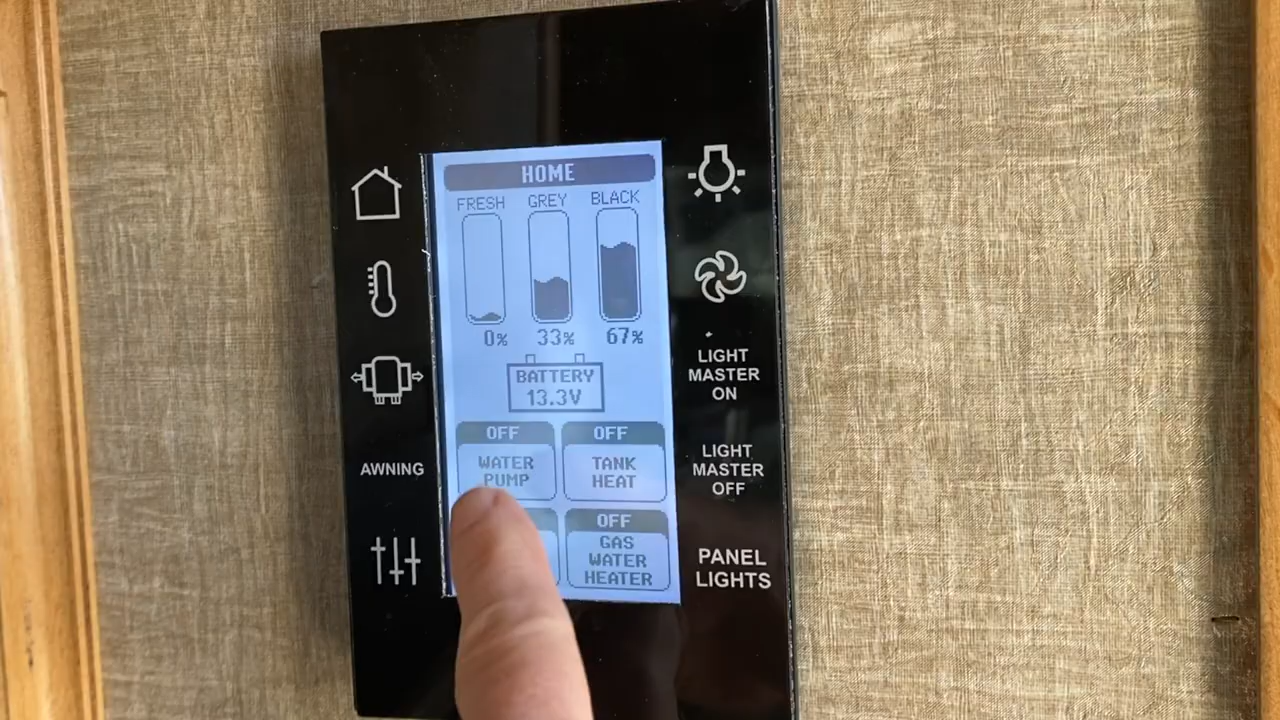 HOME
FRESH GREY BLACK
0% 33% 67%
BATTERY
13.3V
OFF
WATER
PUMP
OFF
TANK
HEAT
OFF
GAS
WATER
HEATER
AWNING
LIGHT
MASTER
ON
LIGHT
MASTER
OFF
PANEL
LIGHTS